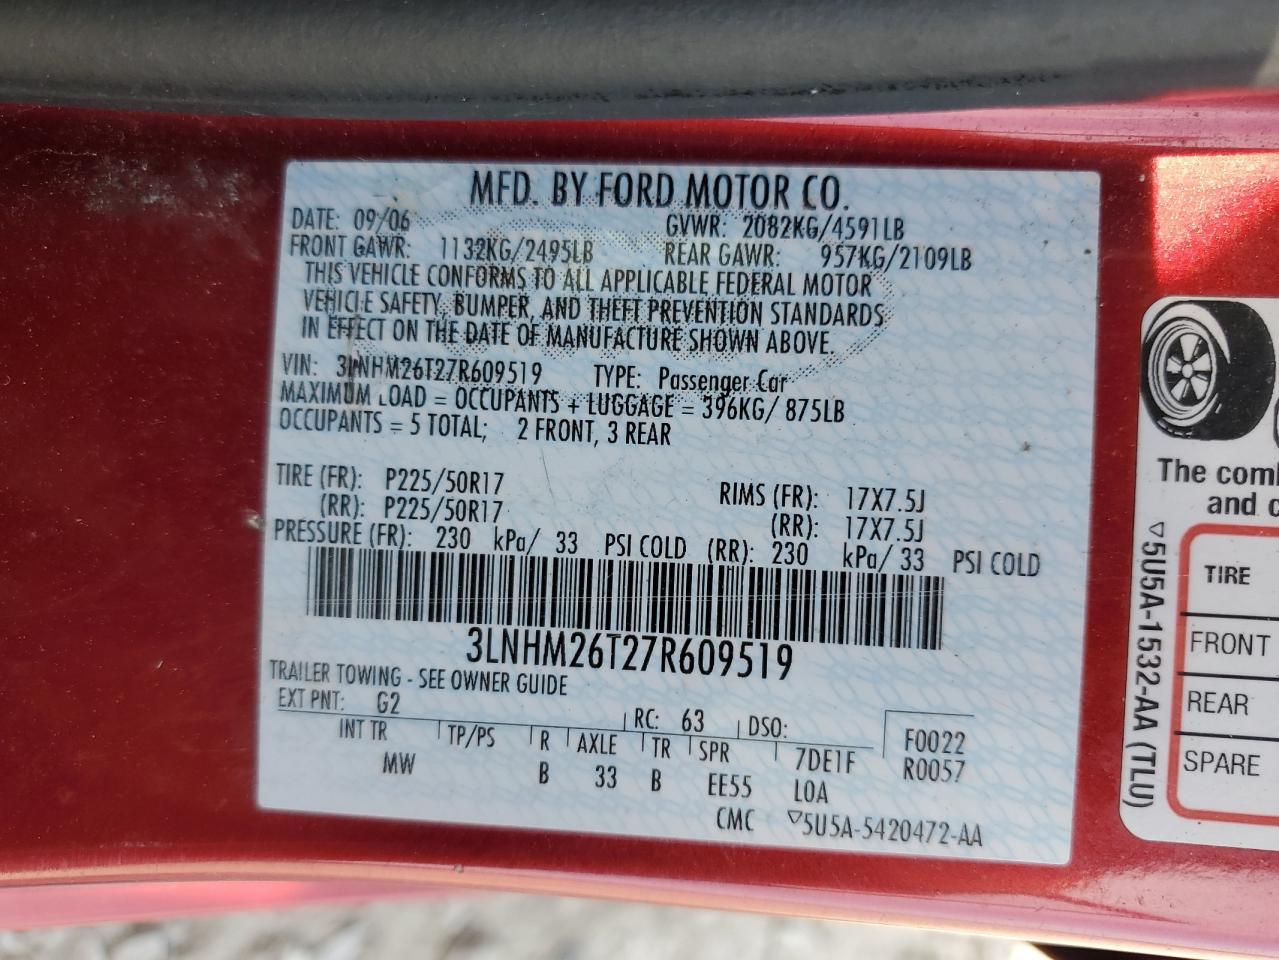 MFD. BY FORD MOTOR CO.
DATE: 09/06 GVWR: 2082KG/4591LB
FRONT GAWR: 1132KG/2495LB REAR GAWR: 957KG/2109LB
THIS VEHICLE CONFORMS TO ALL APPLICABLE FEDERAL MOTOR
VEHICLE SAFETY, BUMPER, AND THEFT PREVENTION STANDARDS
IN EFFECT ON THE DATE OF MANUFACTURE SHOWN ABOVE.
VIN: 3LNHM26T27R609519 TYPE: Passenger Car
MAXIMUM LOAD = OCCUPANTS + LUGGAGE = 396KG/ 875LB
OCCUPANTS = 5 TOTAL; 2 FRONT, 3 REAR
TIRE (FR): P225/50R17 RIMS (FR): 17X7.5J
(RR): P225/50R17 (RR): 17X7.5J
PRESSURE (FR): 230 kPa/ 33 PSI COLD (RR): 230 kPa/ 33 PSI COLD
3LNHM26T27R609519
TRAILER TOWING - SEE OWNER GUIDE
EXT PNT: G2 RC: 63 DSO:
INT TR TP/PS R AXLE TR SPR 7DE1F F0022
MW B 33 B EE55 LOA R0057
CMC ▽5U5A-5420472-AA
The comb
and c
▽5U5A-1532-AA (TLU)
TIRE
FRONT
REAR
SPARE